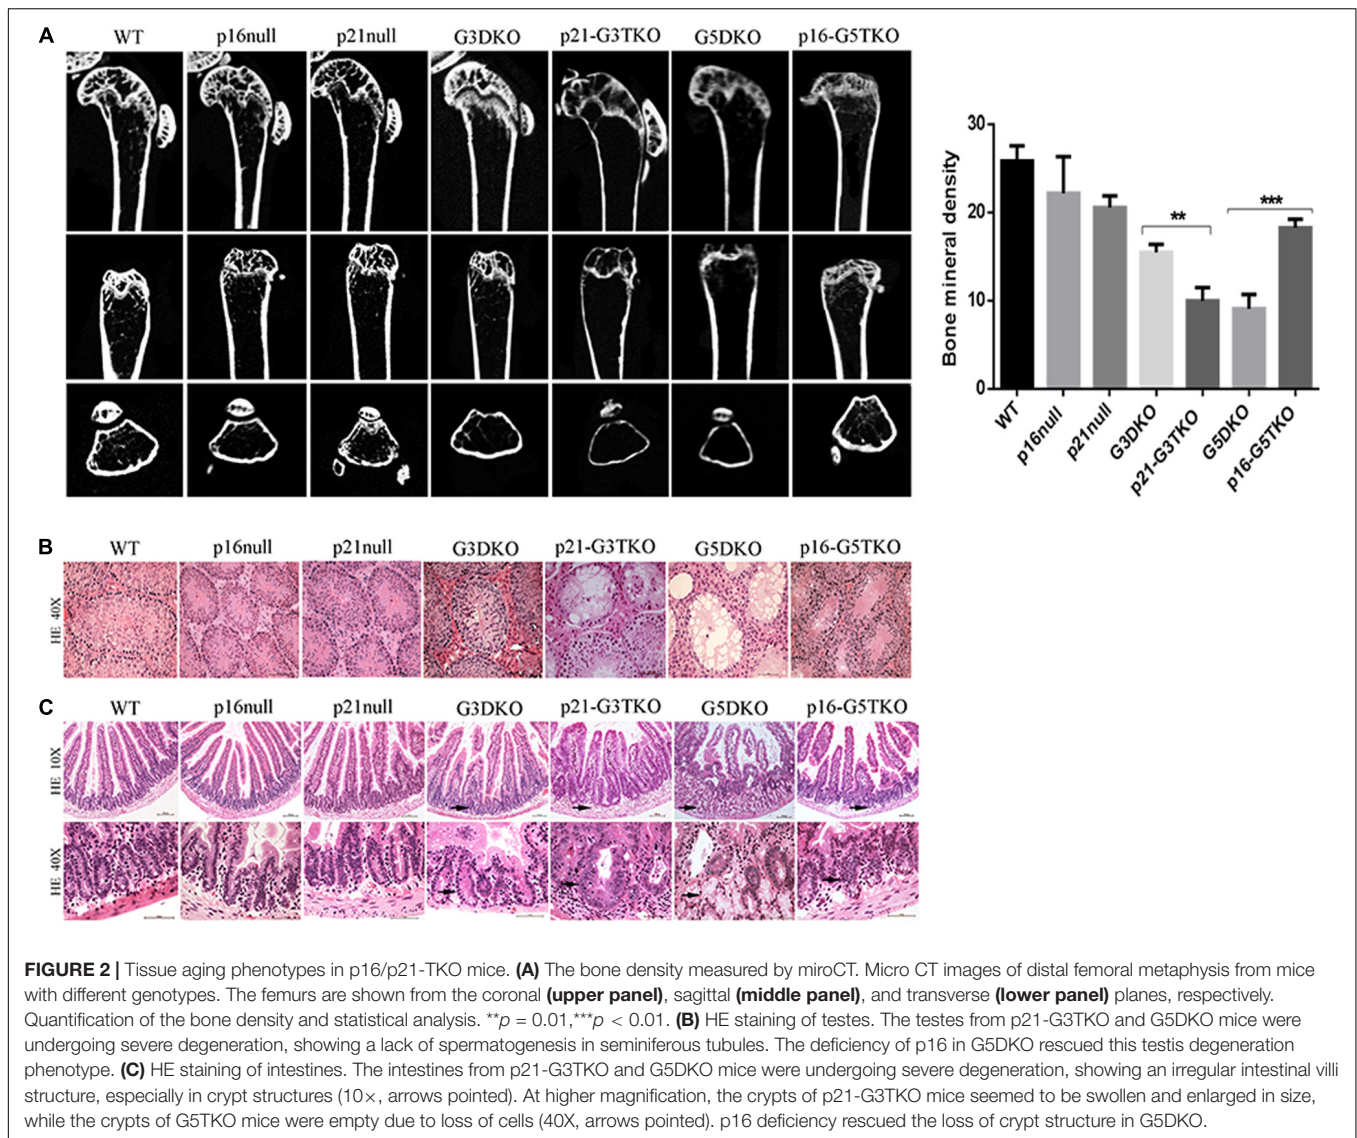 A
WT p16null p21null G3DKO p21-G3TKO G5DKO p16-G5TKO
Bone mineral density
30
20
10
0
**
***
WT
p16null
p21null
G3DKO
p21-G3TKO
G5DKO
p16-G5TKO
B
WT p16null p21null G3DKO p21-G3TKO G5DKO p16-G5TKO
HE 40X
C
WT p16null p21null G3DKO p21-G3TKO G5DKO p16-G5TKO
HE 10X
HE 40X
FIGURE 2 | Tissue aging phenotypes in p16/p21-TKO mice. (A) The bone density measured by miroCT. Micro CT images of distal femoral metaphysis from mice
with different genotypes. The femurs are shown from the coronal (upper panel), sagittal (middle panel), and transverse (lower panel) planes, respectively.
Quantification of the bone density and statistical analysis. **p = 0.01,***p < 0.01. (B) HE staining of testes. The testes from p21-G3TKO and G5DKO mice were
undergoing severe degeneration, showing a lack of spermatogenesis in seminiferous tubules. The deficiency of p16 in G5DKO rescued this testis degeneration
phenotype. (C) HE staining of intestines. The intestines from p21-G3TKO and G5DKO mice were undergoing severe degeneration, showing an irregular intestinal villi
structure, especially in crypt structures (10×, arrows pointed). At higher magnification, the crypts of p21-G3TKO mice seemed to be swollen and enlarged in size,
while the crypts of G5TKO mice were empty due to loss of cells (40X, arrows pointed). p16 deficiency rescued the loss of crypt structure in G5DKO.